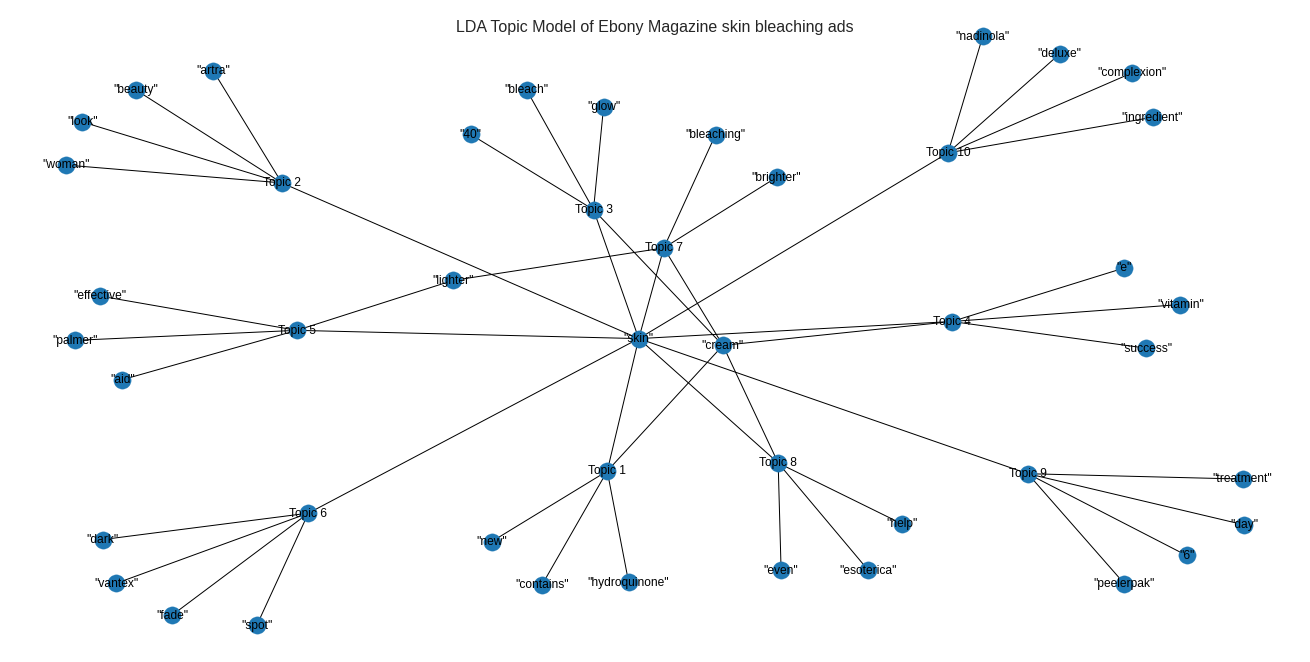 LDA Topic Model of Ebony Magazine skin bleaching ads
"nadinola"
"deluxe"
"artra"
"complexion"
"beauty"
"bleach"
"glow"
"ingredient"
"look"
"40"
"bleaching"
Topic 10
"woman"
"brighter"
Topic 2
Topic 3
Topic 7
"e"
"lighter"
"effective"
"vitamin"
Topic 4
Topic 5
"palmer"
"skin"
"cream"
"success"
"aid"
Topic 8
Topic 1
Topic 9
"treatment"
Topic 6
"help"
"day"
"dark"
"new"
"6"
"even"
"esoterica"
"vantex"
"contains"
"hydroquinone"
"peelerpak"
"fade"
"spot"